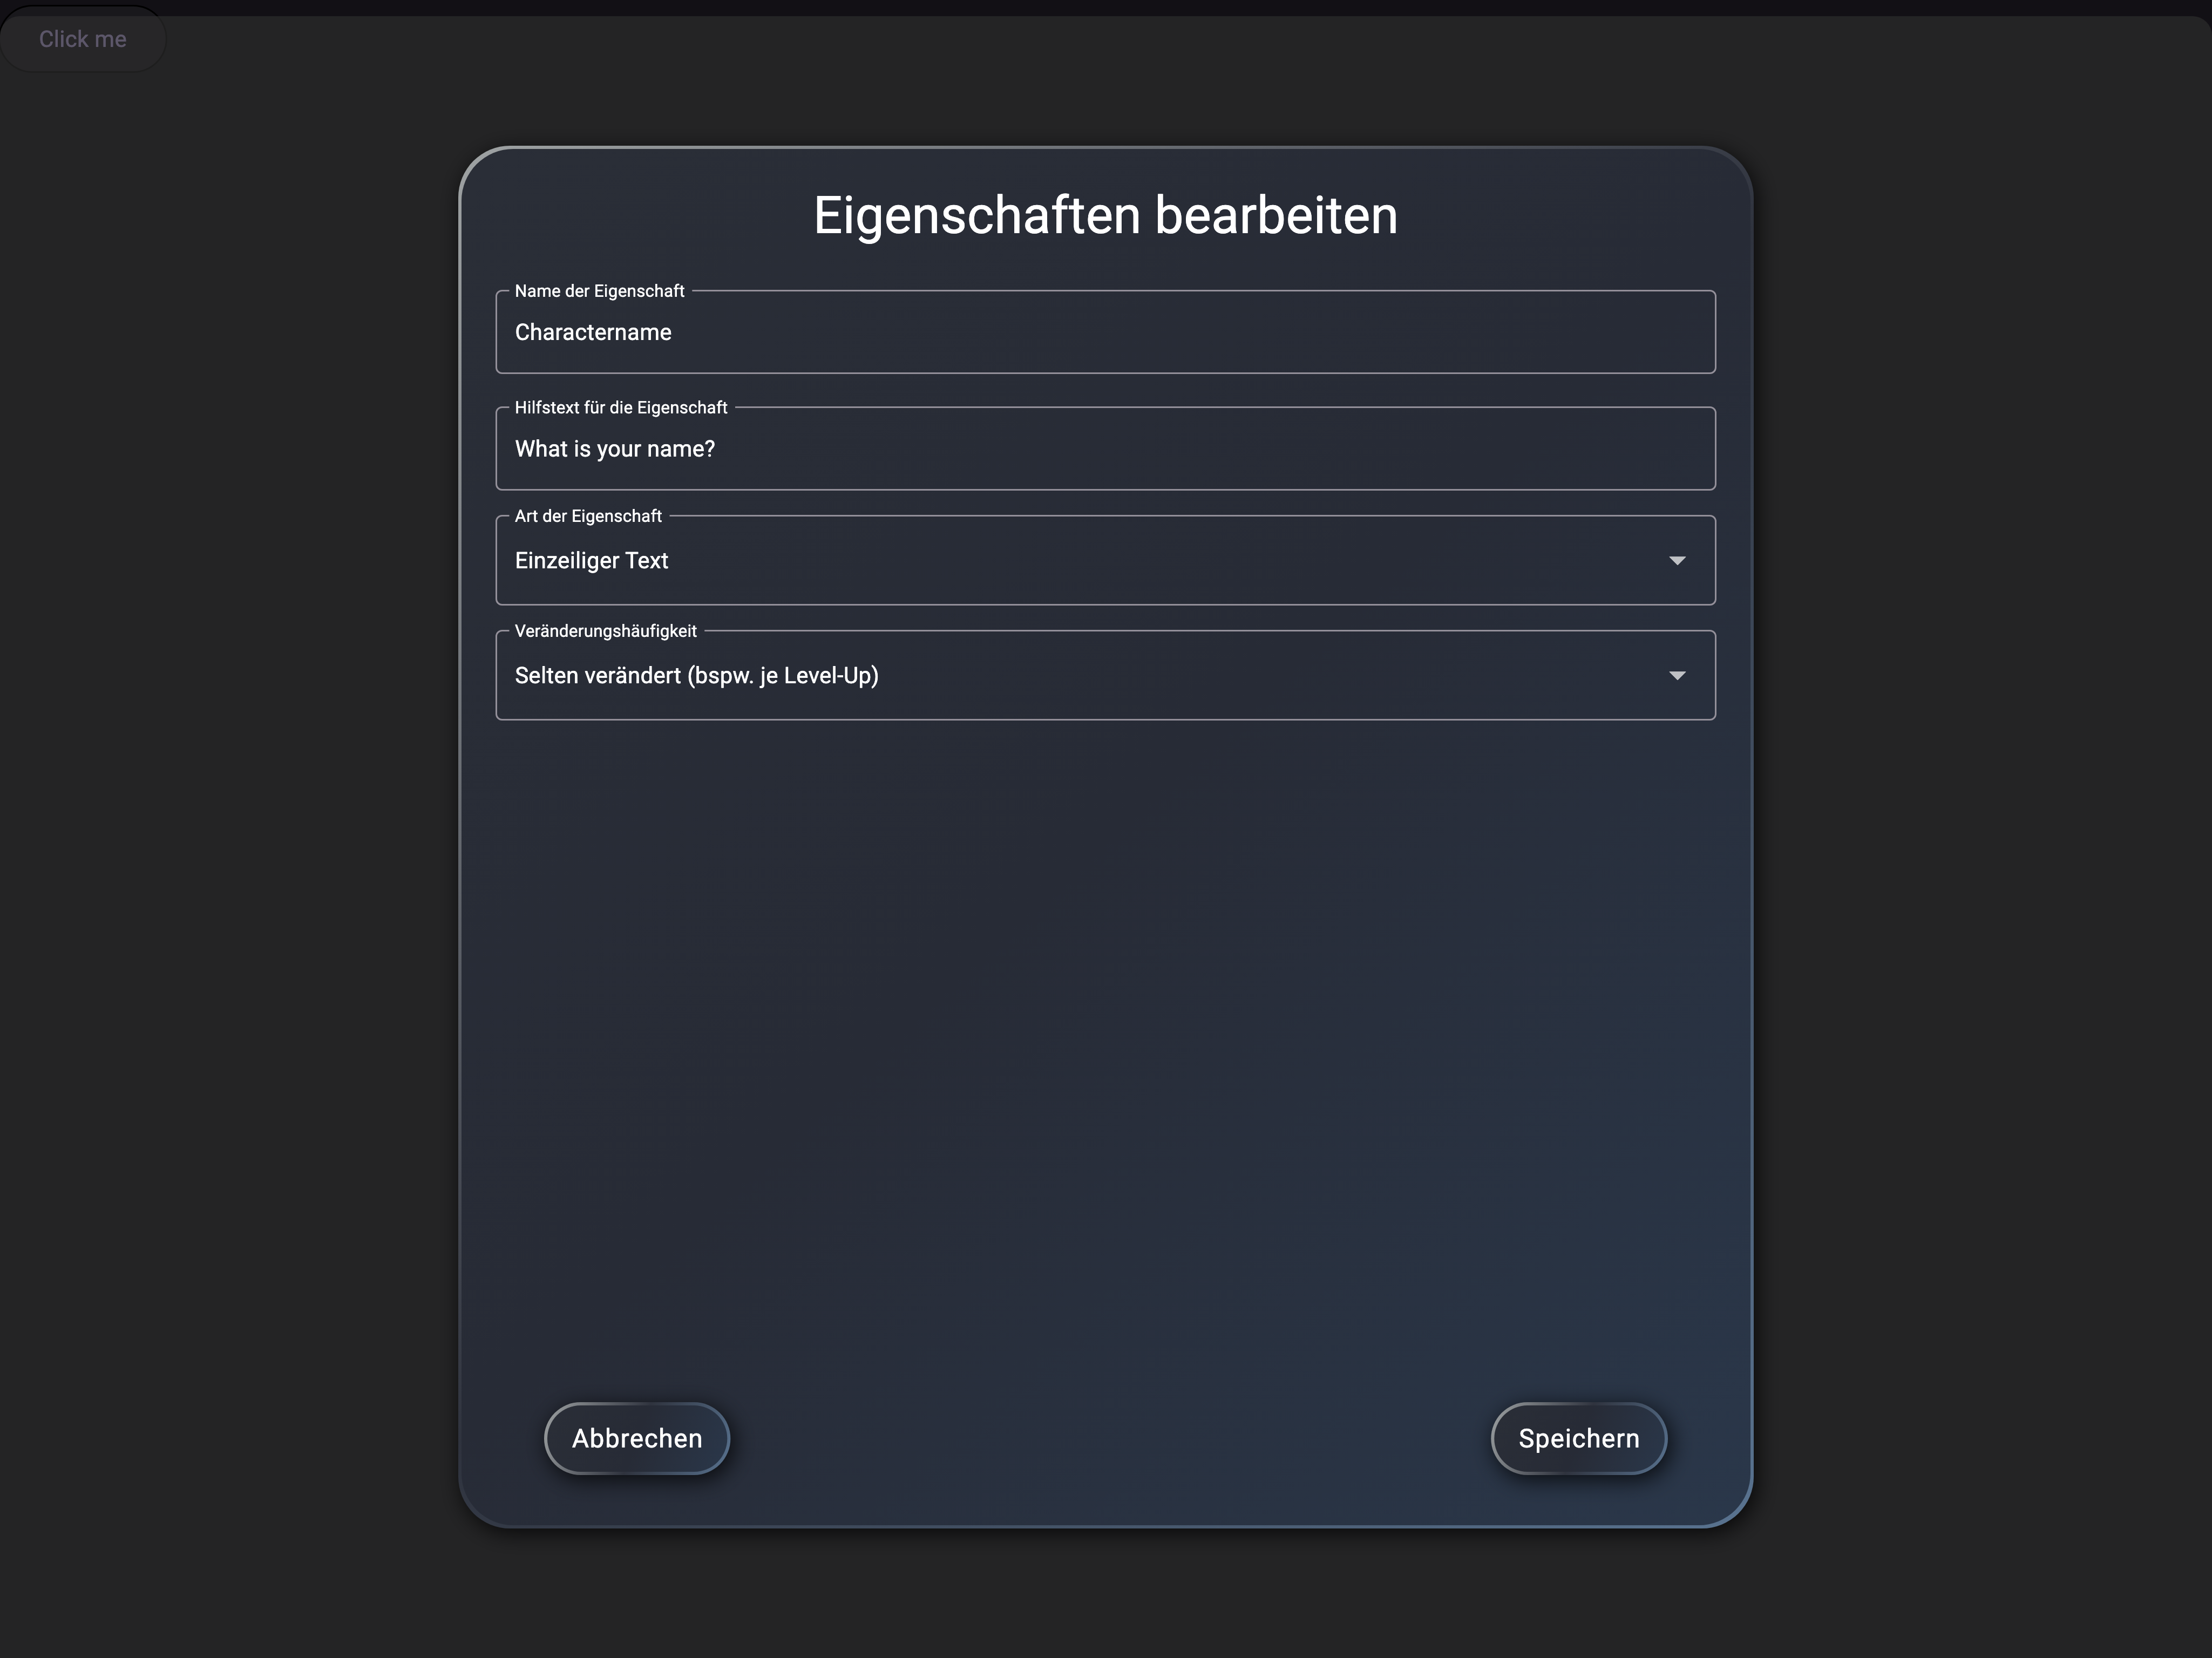 Click me
Eigenschaften bearbeiten
Name der Eigenschaft
Charactername
Hilfstext für die Eigenschaft
What is your name?
Art der Eigenschaft
Einzeiliger Text
Veränderungshäufigkeit
Selten verändert (bspw. je Level-Up)
Abbrechen
Speichern